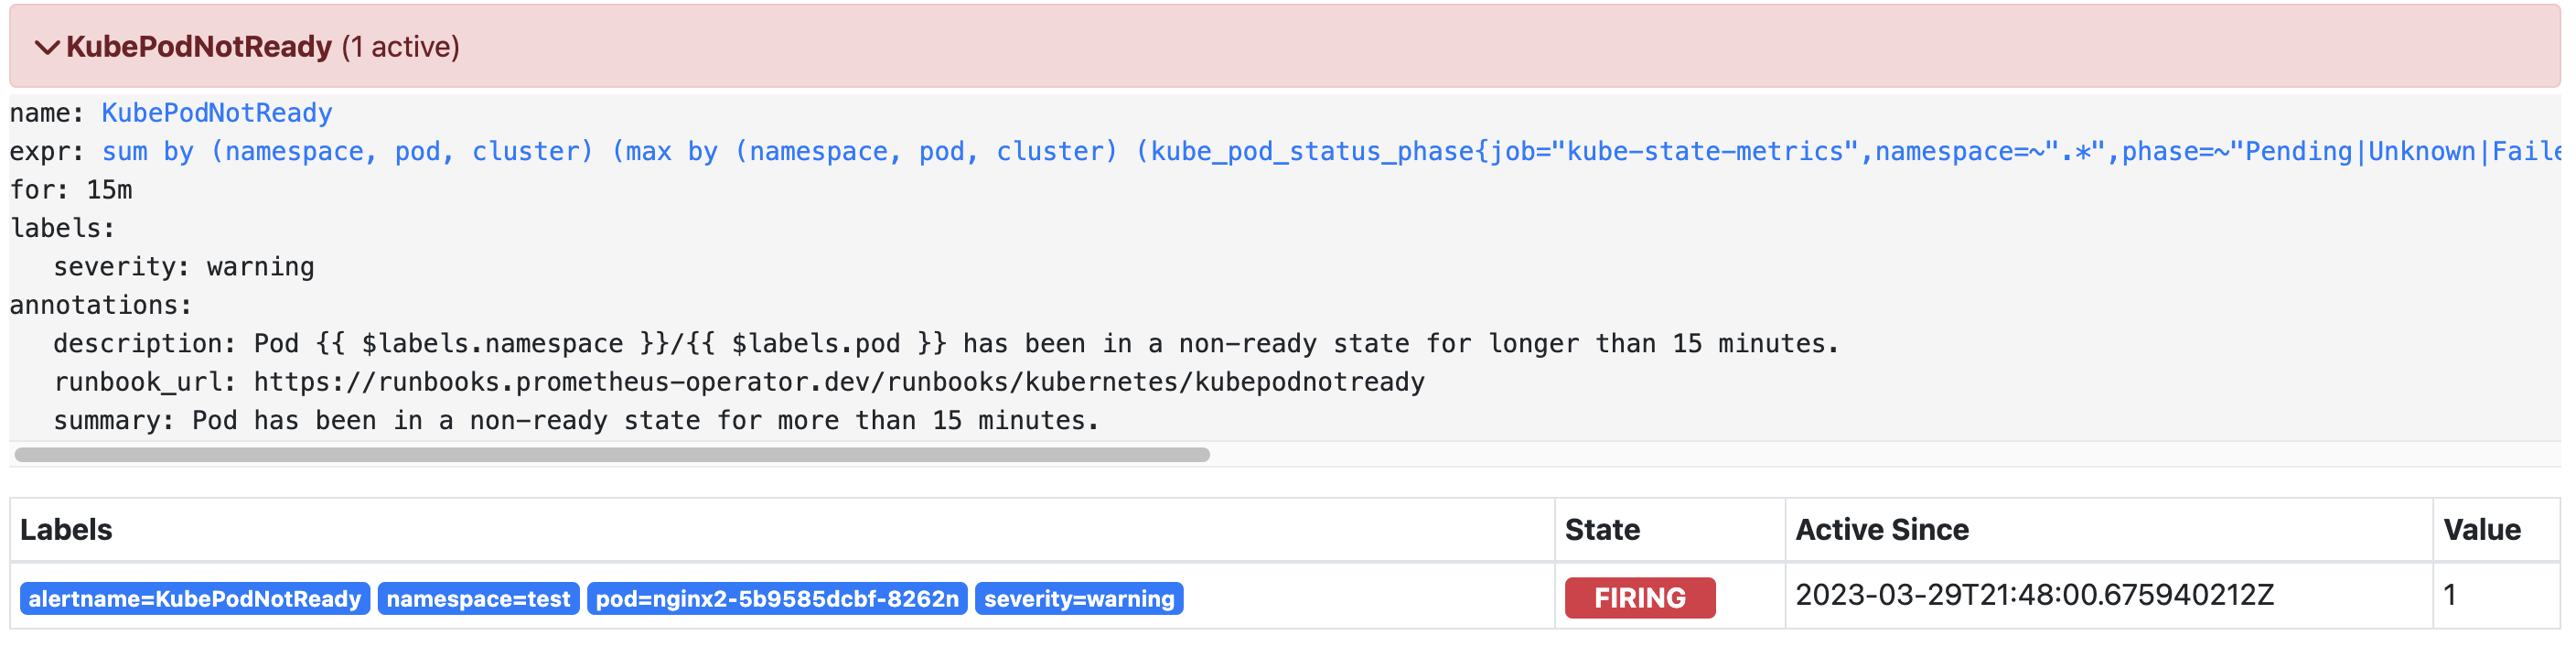 KubePodNotReady (1 active)
name: KubePodNotReady
expr: sum by (namespace, pod, cluster) (max by (namespace, pod, cluster) (kube_pod_status_phase{job="kube-state-metrics",namespace=~".*",phase=~"Pending|Unknown|Faile
for: 15m
labels:
severity: warning
annotations:
description: Pod {{ $labels.namespace }}/{{ $labels.pod }} has been in a non-ready state for longer than 15 minutes.
runbook_url: https://runbooks.prometheus-operator.dev/runbooks/kubernetes/kubepodnotready
summary: Pod has been in a non-ready state for more than 15 minutes.
Labels State Active Since Value
alertname=KubePodNotReady namespace=test pod=nginx2-5b9585dcbf-8262n severity=warning FIRING 2023-03-29T21:48:00.675940212Z 1